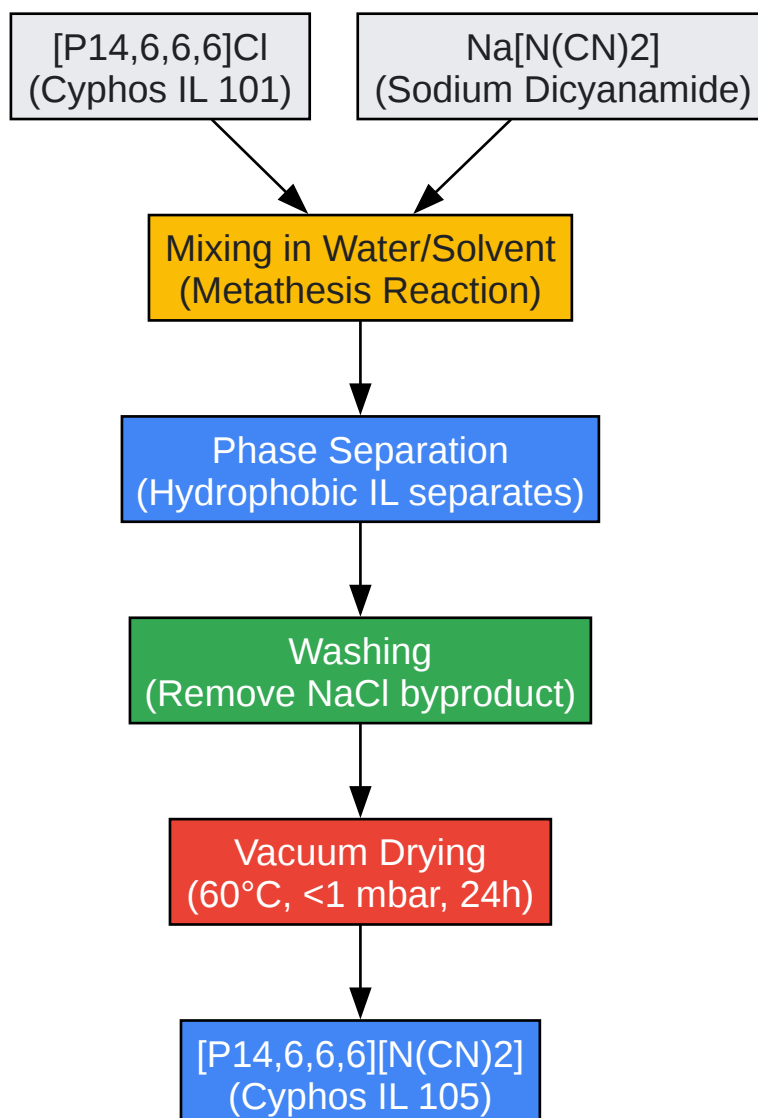 [P14,6,6,6]Cl
(Cyphos IL 101)
Na[N(CN)2]
(Sodium Dicyanamide)
Mixing in Water/Solvent
(Metathesis Reaction)
Phase Separation
(Hydrophobic IL separates)
Washing
(Remove NaCl byproduct)
Vacuum Drying
(60°C, <1 mbar, 24h)
[P14,6,6,6][N(CN)2]
(Cyphos IL 105)